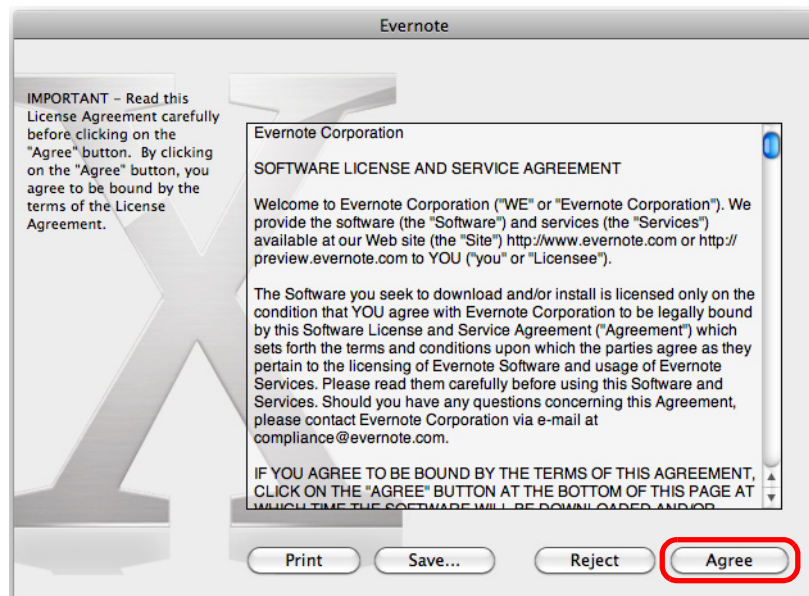 Evernote
IMPORTANT – Read this
License Agreement carefully
before clicking on the
"Agree" button.  By clicking
on the "Agree" button, you
agree to be bound by the
terms of the License
Agreement.
Evernote Corporation
SOFTWARE LICENSE AND SERVICE AGREEMENT
Welcome to Evernote Corporation ("WE" or "Evernote Corporation"). We
provide the software (the "Software") and services (the "Services")
available at our Web site (the "Site") http://www.evernote.com or http://
preview.evernote.com to YOU ("you" or "Licensee").
The Software you seek to download and/or install is licensed only on the
condition that YOU agree with Evernote Corporation to be legally bound
by this Software License and Service Agreement ("Agreement") which
sets forth the terms and conditions upon which the parties agree as they
pertain to the licensing of Evernote Software and usage of Evernote
Services. Please read them carefully before using this Software and
Services. Should you have any questions concerning this Agreement,
please contact Evernote Corporation via e-mail at
compliance@evernote.com.
IF YOU AGREE TO BE BOUND BY THE TERMS OF THIS AGREEMENT,
CLICK ON THE "AGREE" BUTTON AT THE BOTTOM OF THIS PAGE AT
WHICH TIME THE SOFTWARE WILL BE DOWNLOADED AND/OR
Print
Save...
Reject
Agree